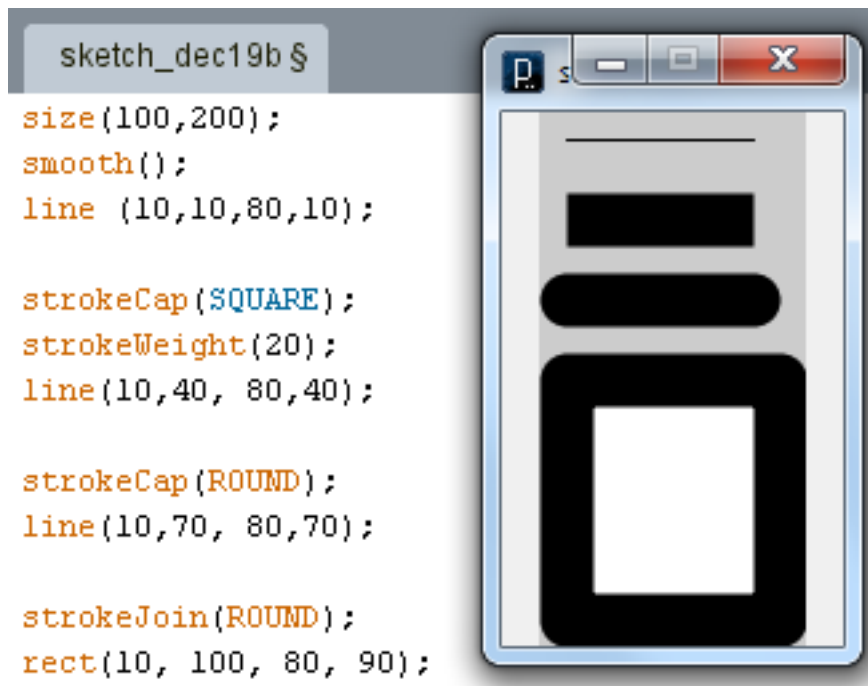 sketch_dec19b §
s
size(100,200);
smooth();
line (10,10,80,10);
strokeCap(SQUARE);
strokeWeight(20);
line(10,40, 80,40);
strokeCap(ROUND);
line(10,70, 80,70);
strokeJoin(ROUND);
rect(10, 100, 80, 90);